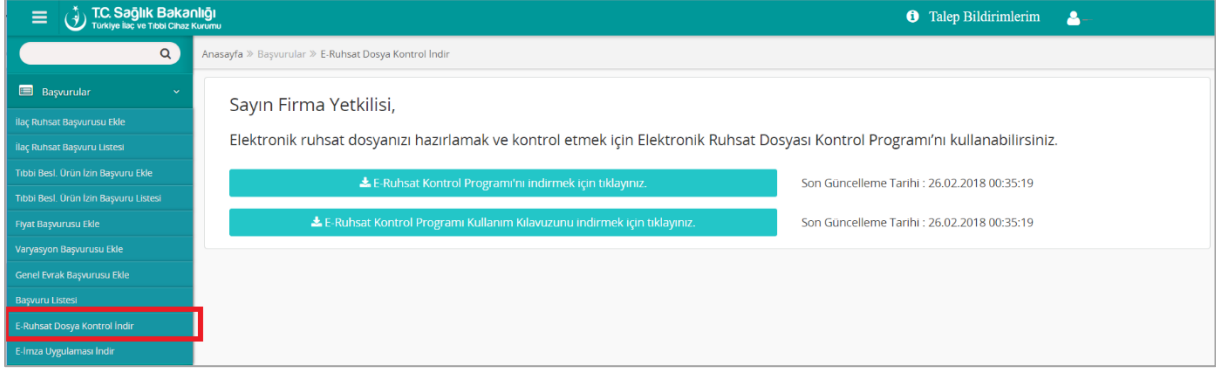 T.C. Sağlık Bakanlığı
Türkiye İlaç ve Tıbbi Cihaz Kurumu
Talep Bildirimlerim
Anasayfa » Başvurular » E-Ruhsat Dosya Kontrol İndir
Başvurular
İlaç Ruhsat Başvurusu Ekle
İlaç Ruhsat Başvuru Listesi
Tıbbi Besl. Ürün İzin Başvuru Ekle
Tıbbi Besl. Ürün İzin Başvuru Listesi
Fiyat Başvurusu Ekle
Varyasyon Başvurusu Ekle
Genel Evrak Başvurusu Ekle
Başvuru Listesi
E-Ruhsat Dosya Kontrol İndir
E-İmza Uygulaması İndir
Sayın Firma Yetkilisi,
Elektronik ruhsat dosyanızı hazırlamak ve kontrol etmek için Elektronik Ruhsat Dosyası Kontrol Programı'nı kullanabilirsiniz.
E-Ruhsat Kontrol Programı'nı indirmek için tıklayınız. Son Güncelleme Tarihi : 26.02.2018 00:35:19
E-Ruhsat Kontrol Programı Kullanım Kılavuzunu indirmek için tıklayınız. Son Güncelleme Tarihi : 26.02.2018 00:35:19